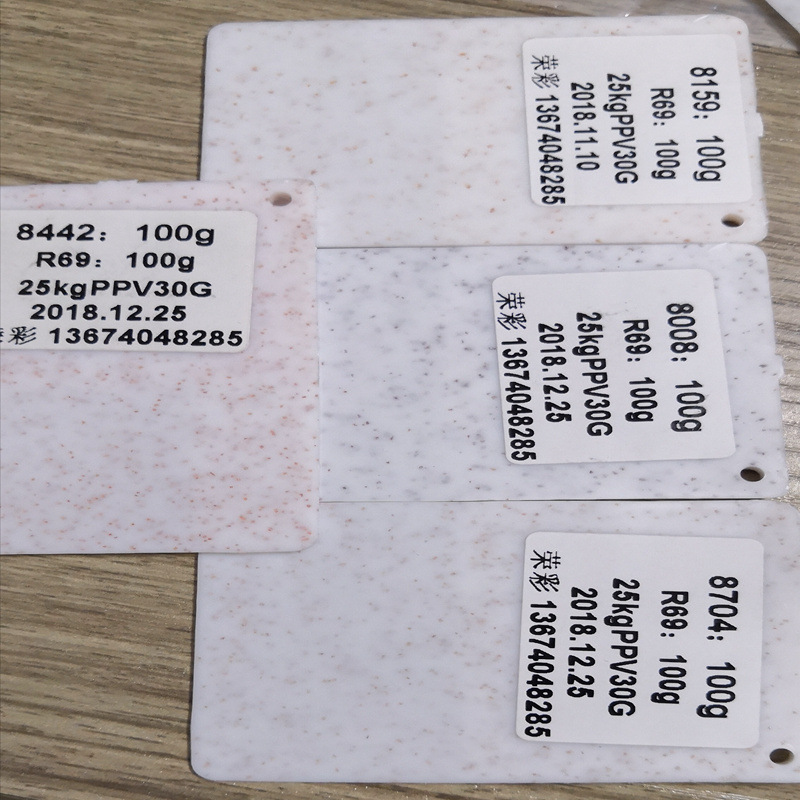 8159：100g
R69：100g
25kgPPV30G
2018.11.10
荣彩 13674048285
8442：100g
R69：100g
25kgPPV30G
2018.12.25
彩 13674048285
8008：100g
R69：100g
25kgPPV30G
2018.12.25
荣彩 13674048285
8704：100g
R69：100g
25kgPPV30G
2018.12.25
荣彩 13674048285